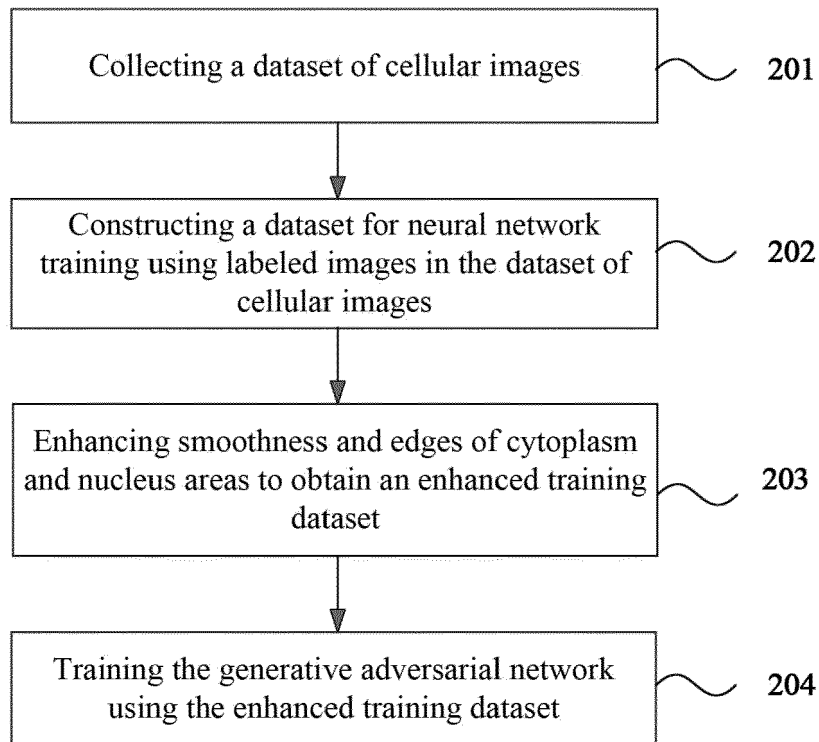 Collecting a dataset of cellular images
201
Constructing a dataset for neural network
training using labeled images in the dataset of
cellular images
202
Enhancing smoothness and edges of cytoplasm
and nucleus areas to obtain an enhanced training
dataset
203
Training the generative adversarial network
using the enhanced training dataset
204